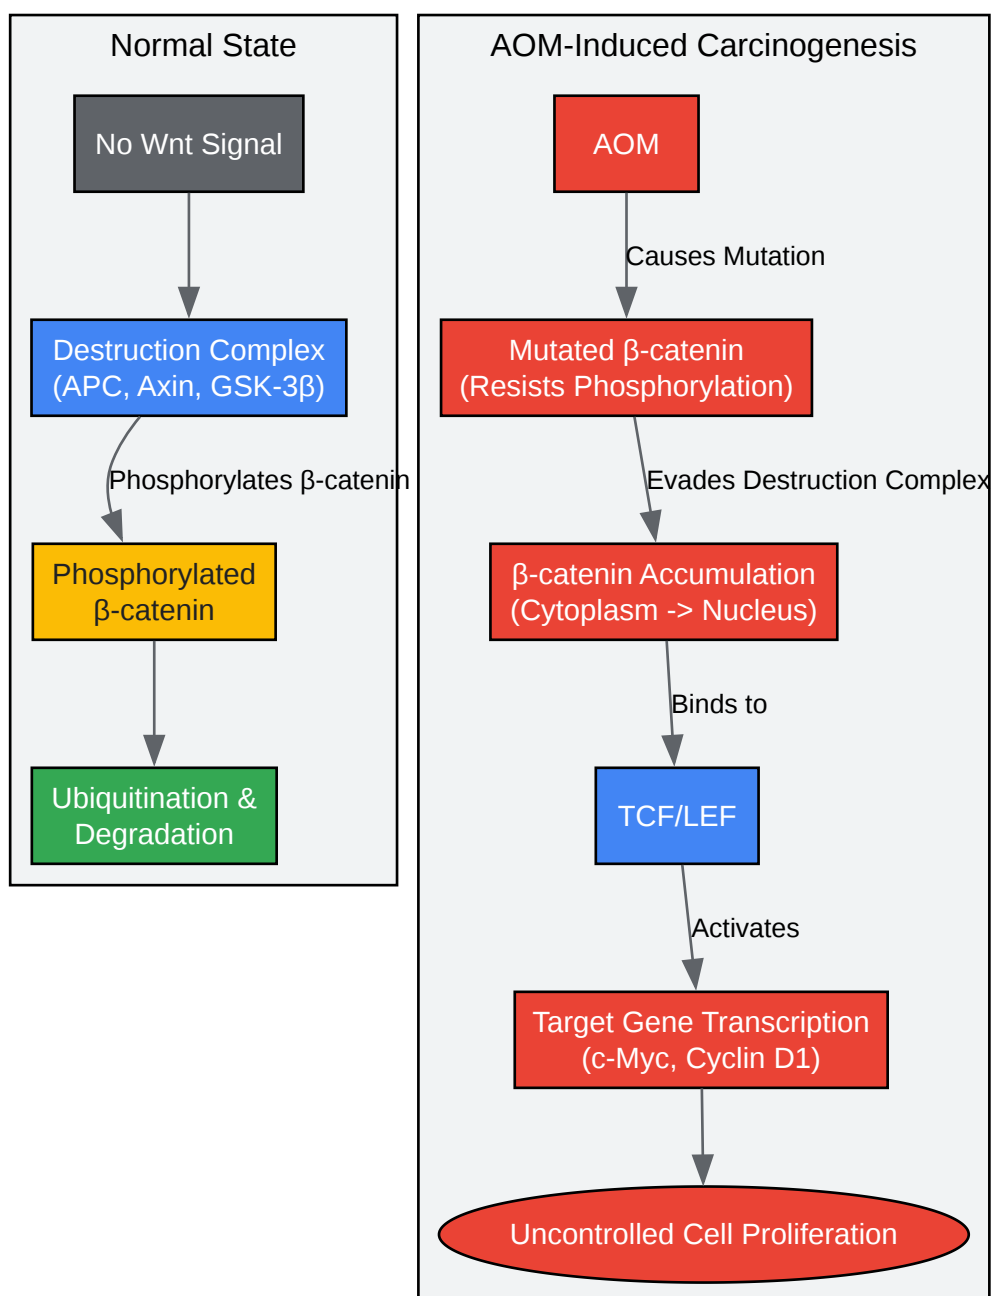 Normal State
No Wnt Signal
Destruction Complex
(APC, Axin, GSK-3β)
Phosphorylates β-catenin
Phosphorylated
β-catenin
Ubiquitination &
Degradation
AOM-Induced Carcinogenesis
AOM
Causes Mutation
Mutated β-catenin
(Resists Phosphorylation)
Evades Destruction Complex
β-catenin Accumulation
(Cytoplasm -> Nucleus)
Binds to
TCF/LEF
Activates
Target Gene Transcription
(c-Myc, Cyclin D1)
Uncontrolled Cell Proliferation